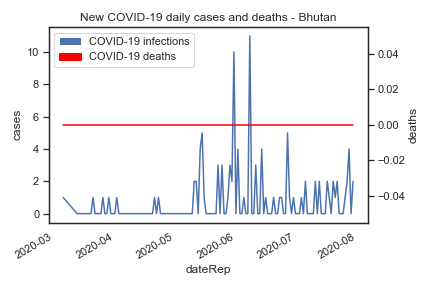 New COVID-19 daily cases and deaths - Bhutan
COVID-19 infections
COVID-19 deaths
10
8
6
4
2
0
cases
0.04
0.02
0.00
−0.02
−0.04
deaths
2020-03
2020-04
2020-05
2020-06
2020-07
2020-08
dateRep